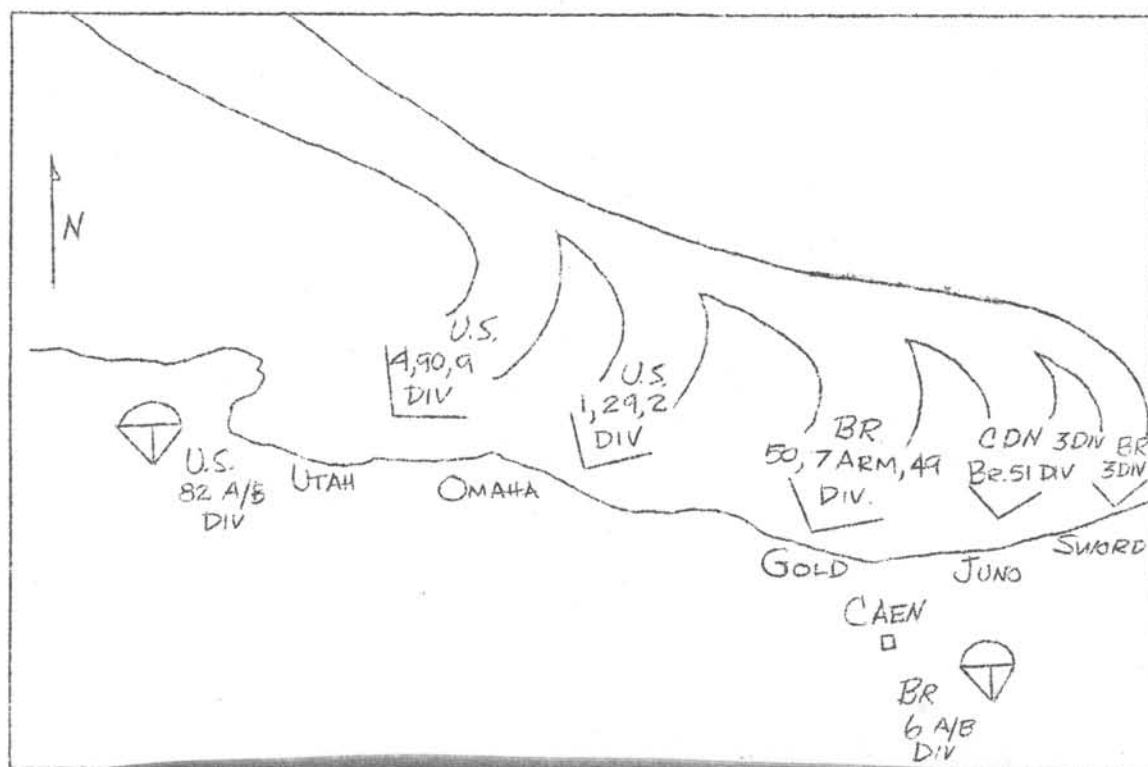 N
U.S.
4,90,9
DIV
U.S.
1,29,2
DIV
BR
50, 7 ARM, 49
DIV.
CDN 3DIV
BR. 51 DIV
BR
3DIV
U.S.
82 A/B
DIV
UTAH
OMAHA
GOLD
JUNO
SWORD
CAEN
BR
6 A/B
DIV